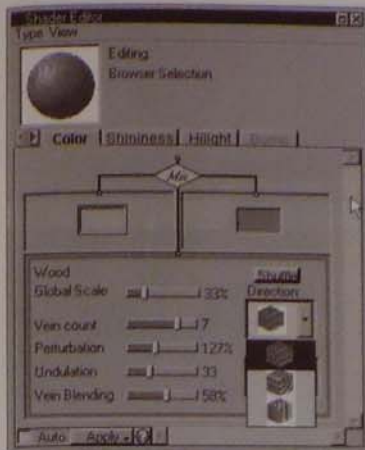 Shader Editor
Type View
Editing
Browser Selection
Color Shininess Hilight Bump
Mix
Wood
Shuffle
Global Scale 33%
Direction:
Vein count 7
Perturbation 127%
Undulation 33
Vein Blending 58%
Auto Apply